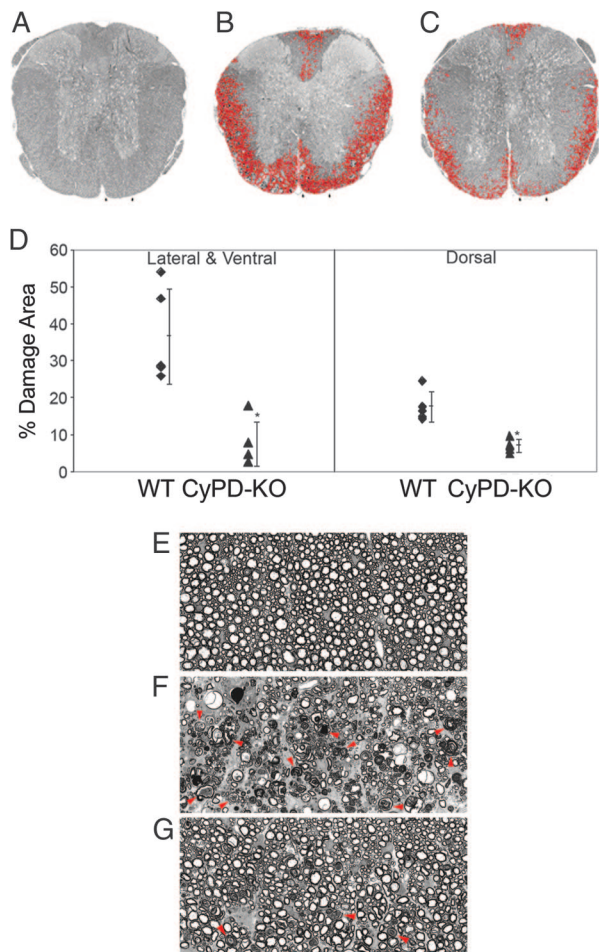 A B C
D
60
50
40
30
20
10
0
% Damage Area
Lateral & Ventral Dorsal
* *
WT CyPD-KO WT CyPD-KO
E
F
G